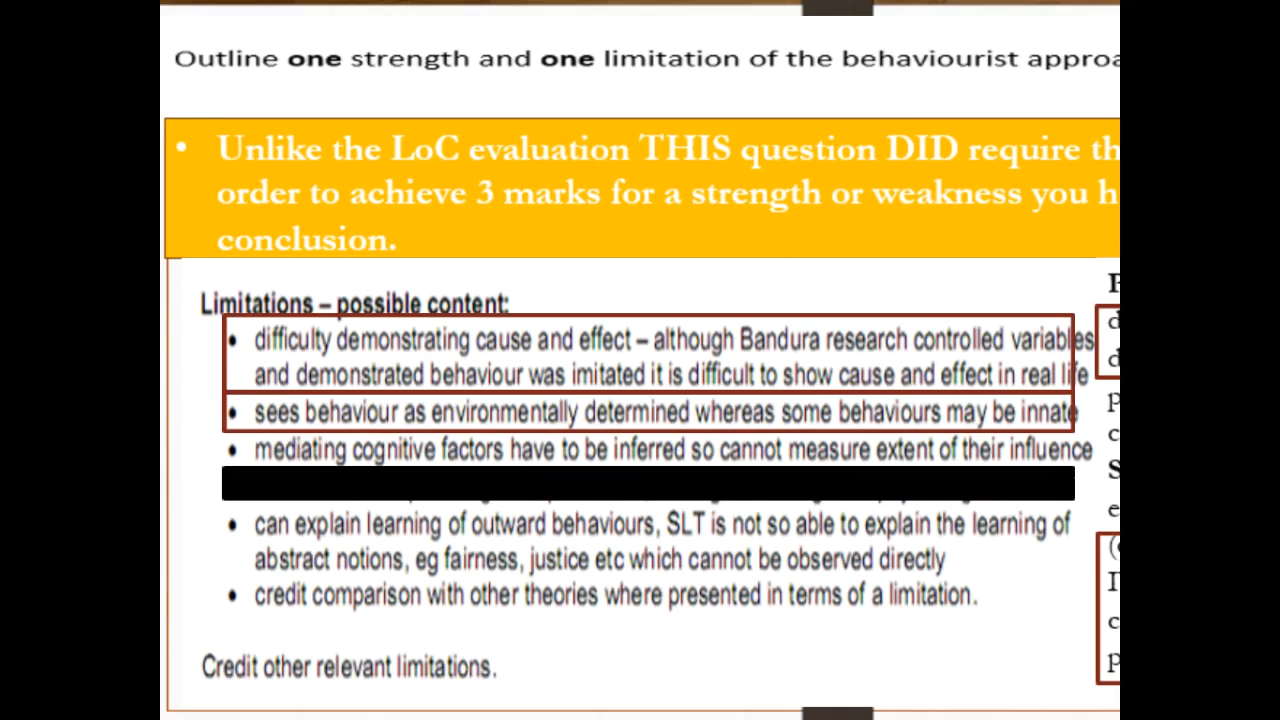 Outline one strength and one limitation of the behaviourist
• Unlike the LoC evaluation THIS question DID require
order to achieve 3 marks for a strength or weakness you
conclusion.
Limitations – possible content:
• difficulty demonstrating cause and effect – although Bandura research controlled variables
and demonstrated behaviour was imitated it is difficult to show cause and effect in real life
• sees behaviour as environmentally determined whereas some behaviours may be innate
• mediating cognitive factors have to be inferred so cannot measure extent of their influence
• can explain learning of outward behaviours, SLT is not so able to explain the learning of
abstract notions, eg fairness, justice etc which cannot be observed directly
• credit comparison with other theories where presented in terms of a limitation.
Credit other relevant limitations.